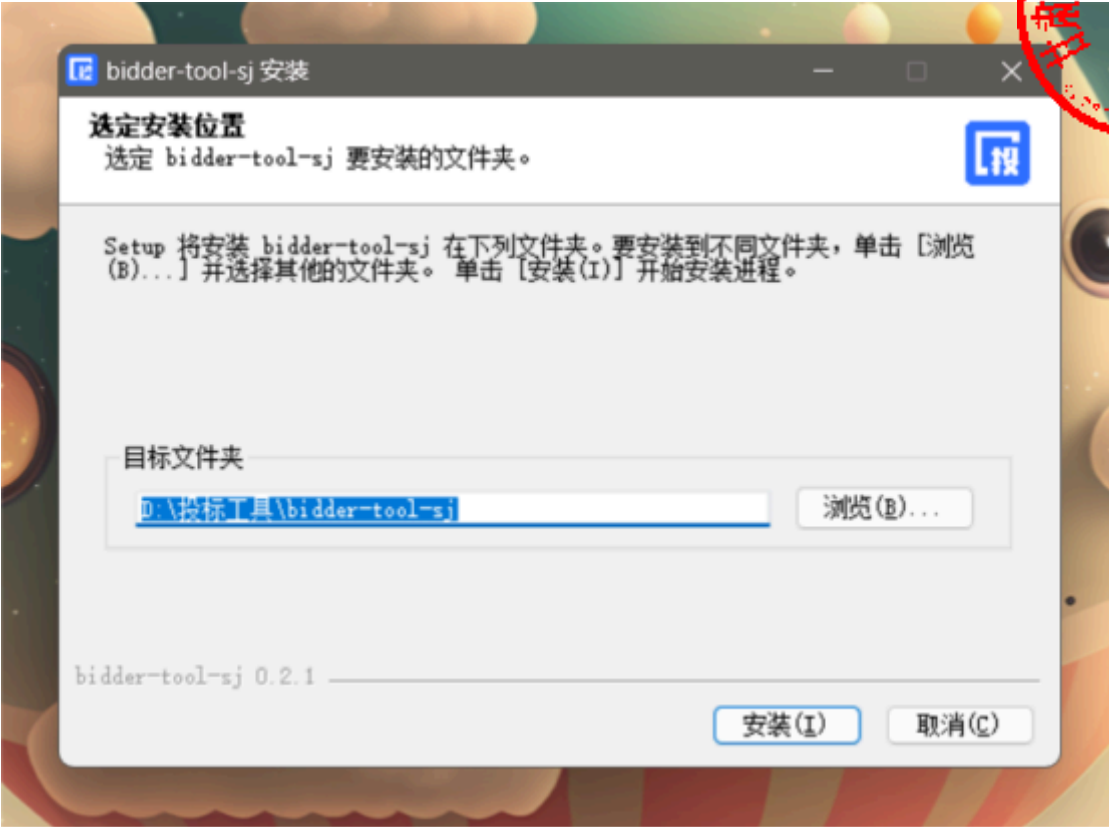 bidder-tool-sj 安装
选定安装位置
选定 bidder-tool-sj 要安装的文件夹。
投
Setup 将安装 bidder-tool-sj 在下列文件夹。要安装到不同文件夹，单击 [浏览
(B)...] 并选择其他的文件夹。 单击 [安装(I)] 开始安装进程。
目标文件夹
D:\投标工具\bidder-tool-sj
浏览(B)...
bidder-tool-sj 0.2.1
安装(I)
取消(C)